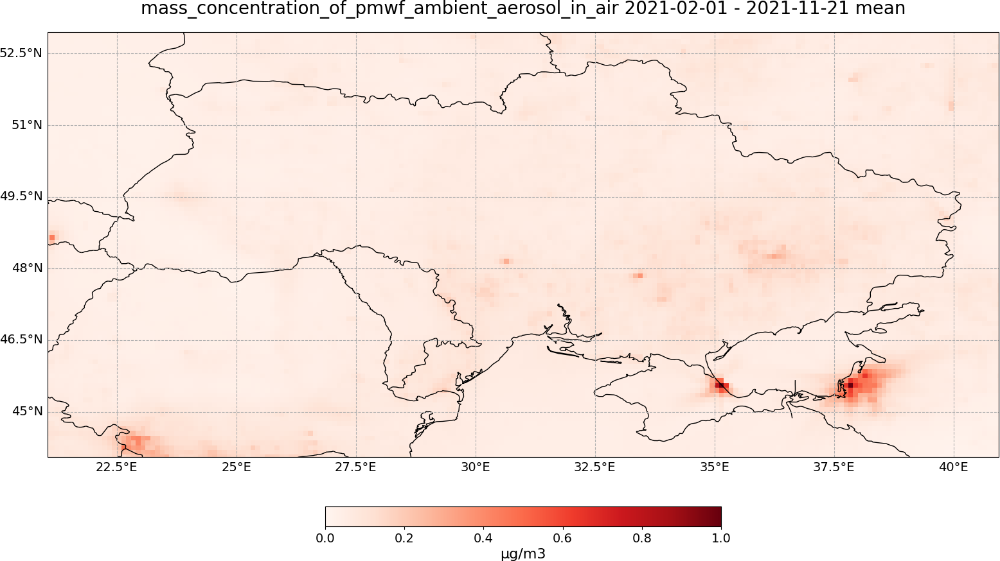 mass_concentration_of_pmwf_ambient_aerosol_in_air 2021-02-01 - 2021-11-21 mean
52.5°N
51°N
49.5°N
48°N
46.5°N
45°N
22.5°E 25°E 27.5°E 30°E 32.5°E 35°E 37.5°E 40°E
0.0 0.2 0.4 0.6 0.8 1.0
µg/m3